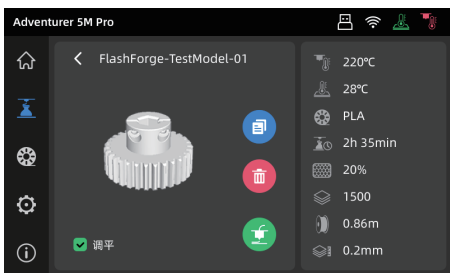 Adventurer 5M Pro
FlashForge-TestModel-01
调平
220℃
28℃
PLA
2h 35min
20%
1500
0.86m
0.2mm